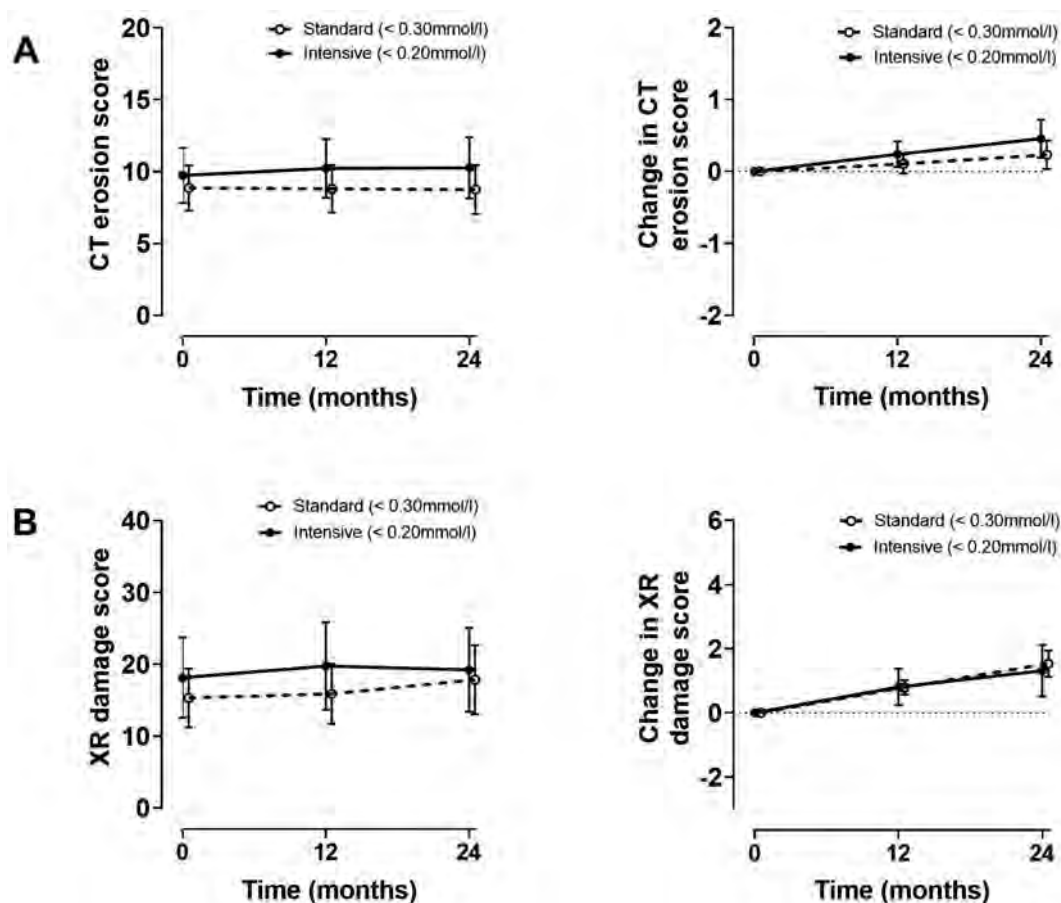 A
Standard (< 0.30mmol/l)
Intensive (< 0.20mmol/l)
CT erosion score
20
15
10
5
0
0 12 24
Time (months)
Standard (< 0.30mmol/l)
Intensive (< 0.20mmol/l)
Change in CT
erosion score
2
1
0
-1
-2
0 12 24
Time (months)
B
Standard (< 0.30mmol/l)
Intensive (< 0.20mmol/l)
XR damage score
40
30
20
10
0
0 12 24
Time (months)
Standard (< 0.30mmol/l)
Intensive (< 0.20mmol/l)
Change in XR
damage score
6
4
2
0
-2
0 12 24
Time (months)